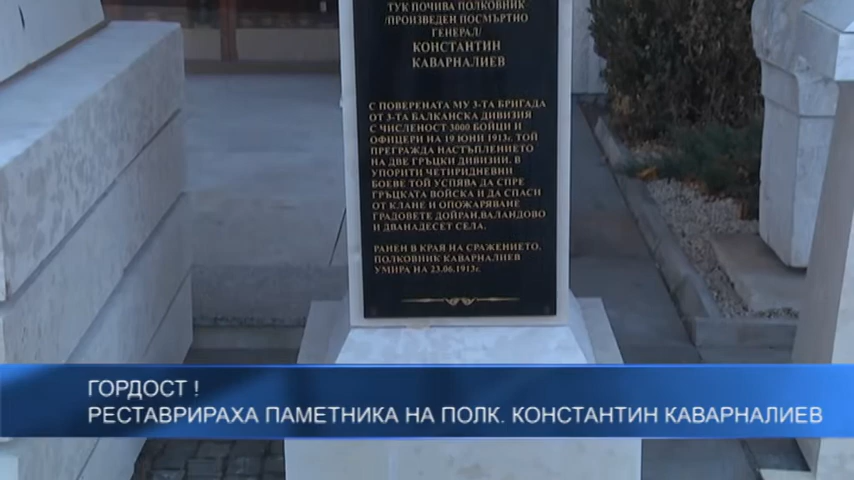 ТУК ПОЧИВА ПОЛКОВНИК
/ПРОИЗВЕДЕН ПОСМЪРТНО
ГЕНЕРАЛ/
КОНСТАНТИН
КАВАРНАЛИЕВ
С ПОВЕРЕНАТА МУ 3-ТА БРИГАДА
ОТ 3-ТА БАЛКАНСКА ДИВИЗИЯ
С ЧИСЛЕНОСТ 3000 БОЙЦИ И
ОФИЦЕРИ НА 19 ЮНИ 1913г. ТОЙ
ПРЕГРАЖДА НАСТЪПЛЕНИЕТО
НА ДВЕ ГРЪЦКИ ДИВИЗИИ. В
УПОРИТИ ЧЕТИРИДНЕВНИ
БОЕВЕ ТОЙ УСПЯВА ДА СПРЕ
ГРЪЦКАТА ВОЙСКА И ДА СПАСИ
ОТ КЛАНЕ И ОПОЖАРЯВАНЕ
ГРАДОВЕТЕ ДОЙРАН, ВАЛАНДОВО
И ДВАНАДЕСЕТ СЕЛА.
РАНЕН В КРАЯ НА СРАЖЕНИЕТО,
ПОЛКОВНИК КАВАРНАЛИЕВ
УМИРА НА 23.06.1913г.
ГОРДОСТ !
РЕСТАВРИРАХА ПАМЕТНИКА НА ПОЛК. КОНСТАНТИН КАВАРНАЛИЕВ